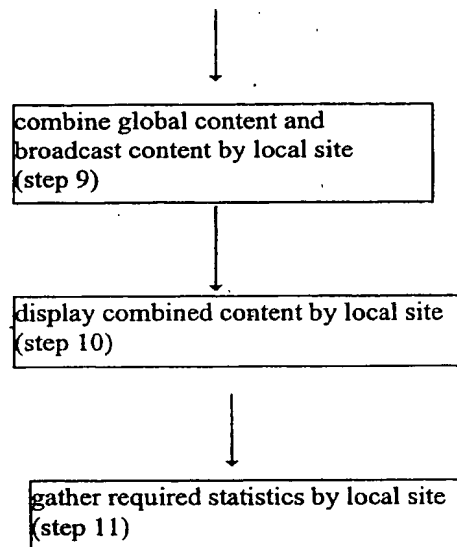 combine global content and
broadcast content by local site
(step 9)
display combined content by local site
(step 10)
gather required statistics by local site
(step 11)